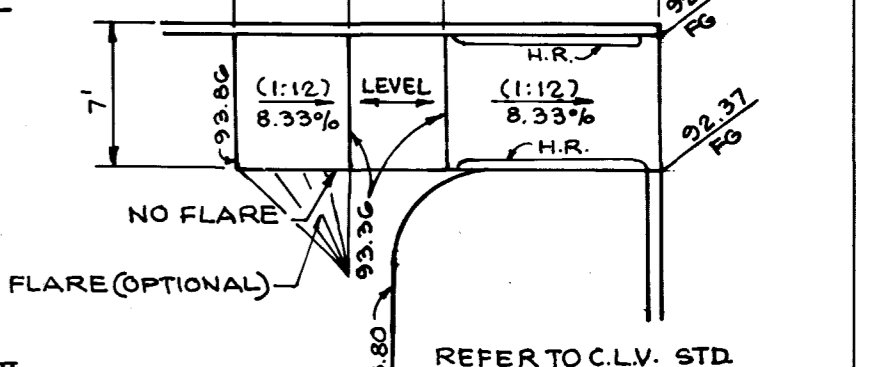 FG
H.R.
7'
93.86
(1:12)
8.33%
LEVEL
(1:12)
8.33%
92.37
FG
H.R.
NO FLARE
93.36
FLARE (OPTIONAL)
.80
REFER TO C.L.V. STD.